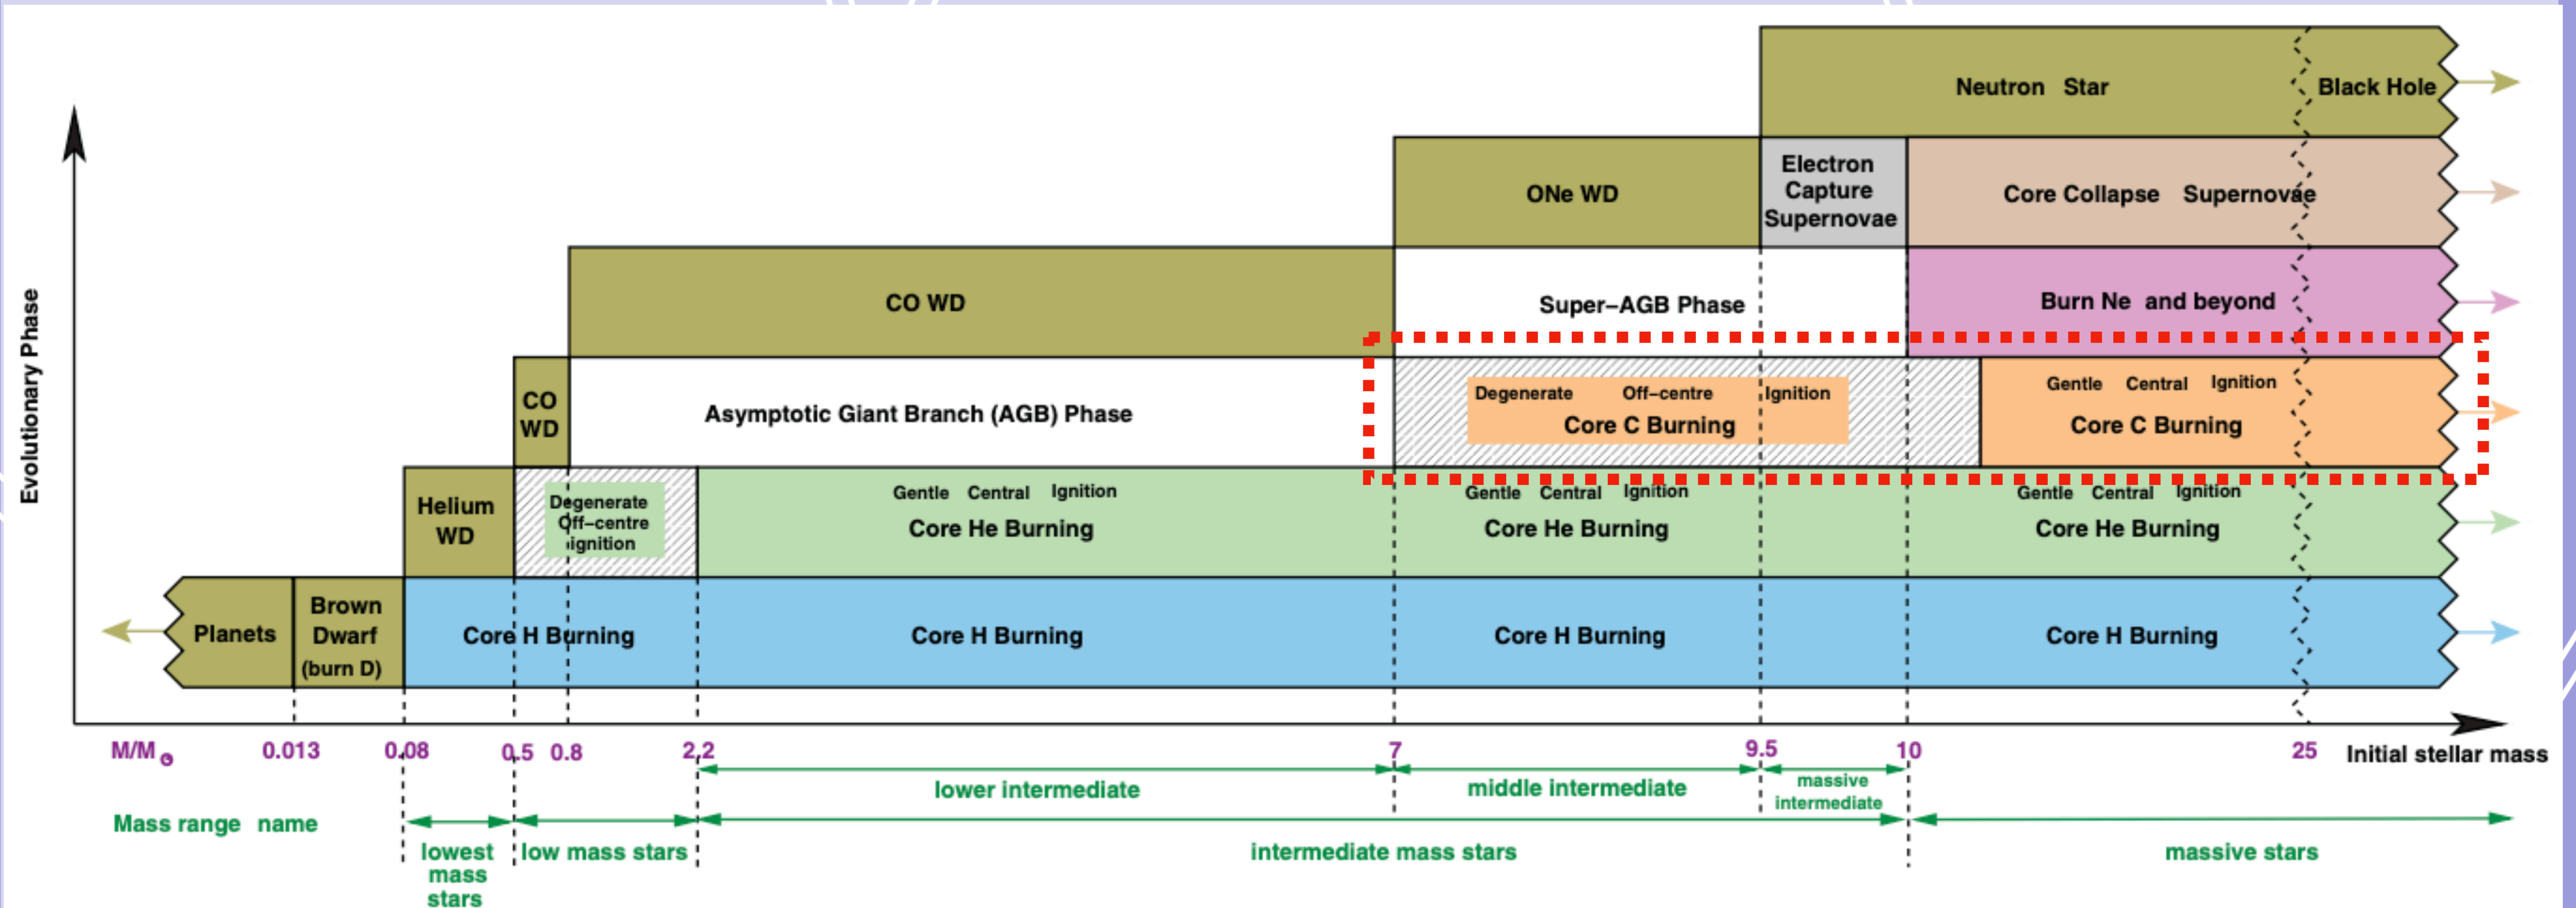 Neutron Star
Black Hole
ONe WD
Electron
Capture
Supernovae
Core Collapse Supernovae
CO WD
Super–AGB Phase
Burn Ne and beyond
CO
WD
Asymptotic Giant Branch (AGB) Phase
Degenerate Off–centre Ignition
Core C Burning
Gentle Central Ignition
Core C Burning
Helium
WD
Degenerate
Off–centre
ignition
Gentle Central Ignition
Core He Burning
Gentle Central Ignition
Core He Burning
Gentle Central Ignition
Core He Burning
Planets
Brown
Dwarf
(burn D)
Core H Burning
Core H Burning
Core H Burning
Core H Burning
Evolutionary Phase
M/M⊙ 0.013 0.08 0.5 0.8 2.2 7 9.5 10 25 Initial stellar mass
lower intermediate
middle intermediate
massive
intermediate
Mass range name
lowest
mass
stars
low mass stars
intermediate mass stars
massive stars